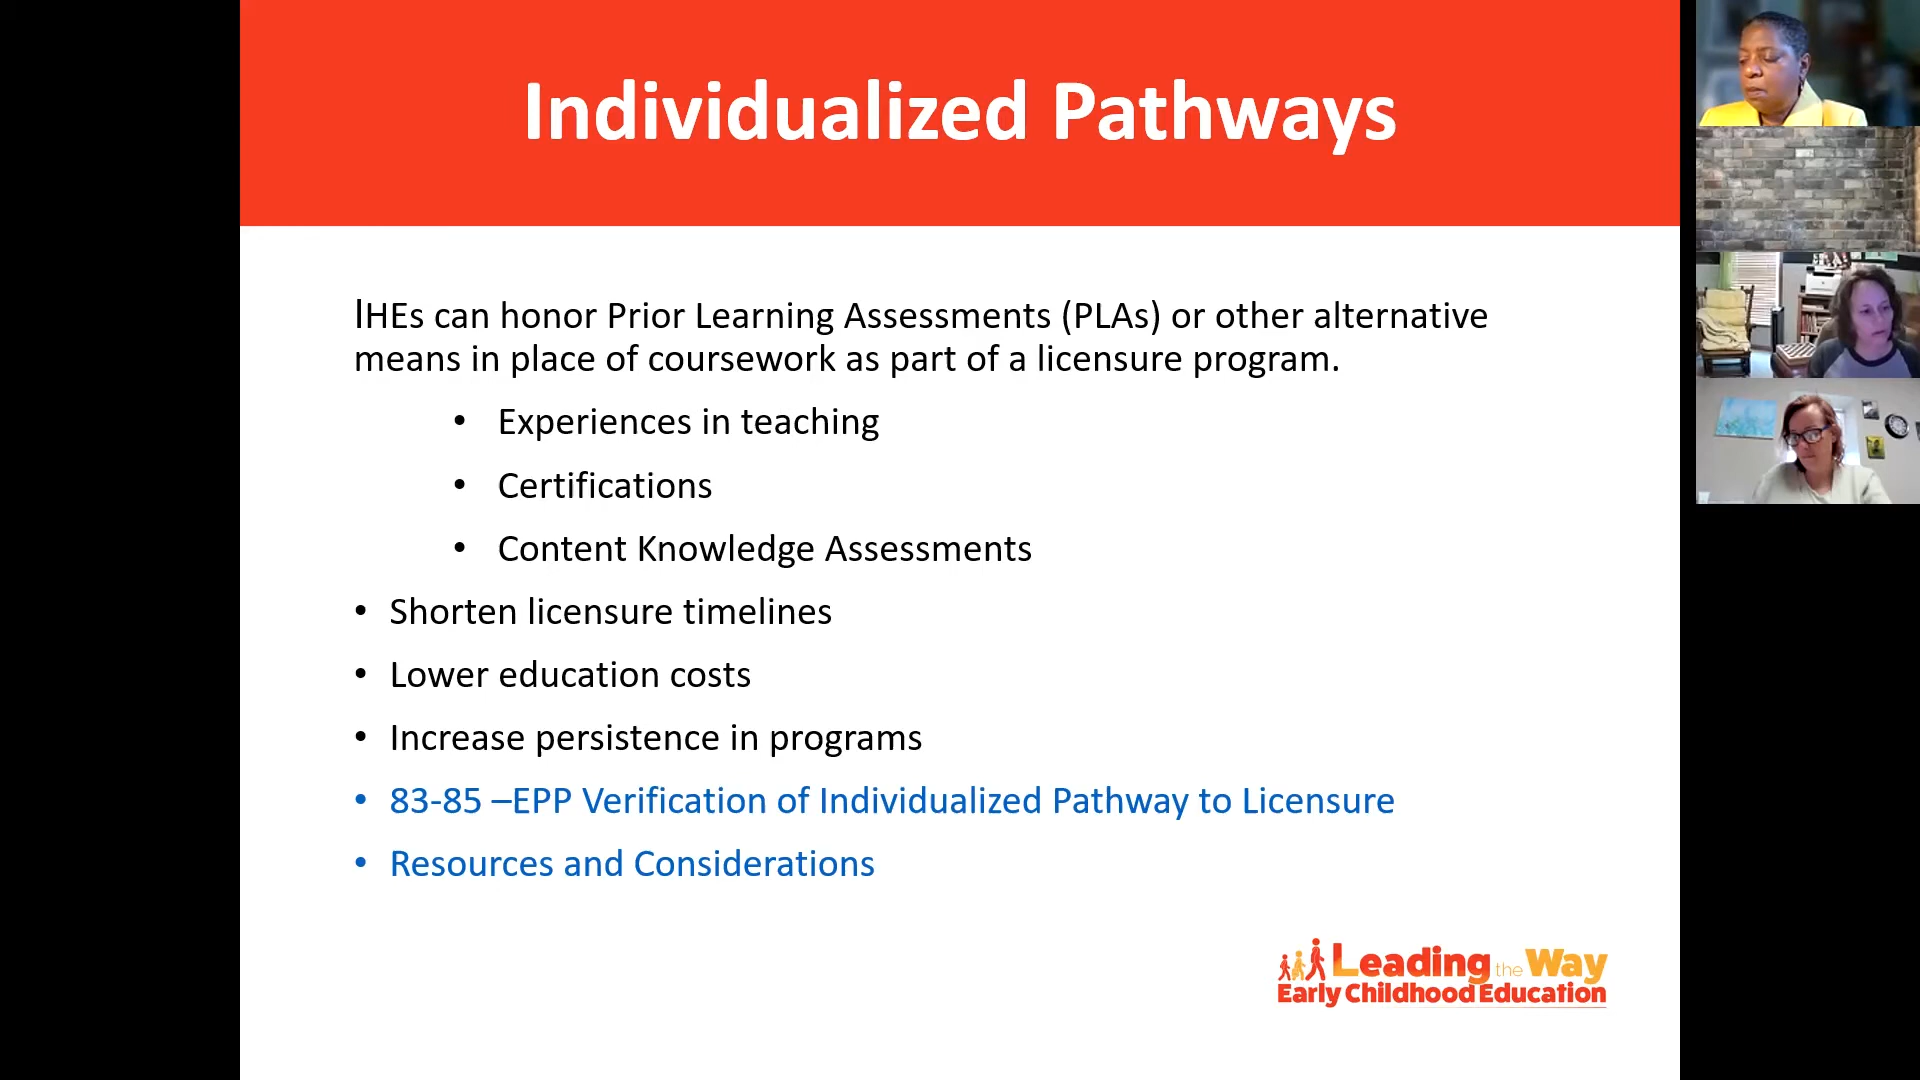 Individualized Pathways
IHEs can honor Prior Learning Assessments (PLAs) or other alternative
means in place of coursework as part of a licensure program.
• Experiences in teaching
• Certifications
• Content Knowledge Assessments
• Shorten licensure timelines
• Lower education costs
• Increase persistence in programs
• 83-85 –EPP Verification of Individualized Pathway to Licensure
• Resources and Considerations
Leading the Way
Early Childhood Education